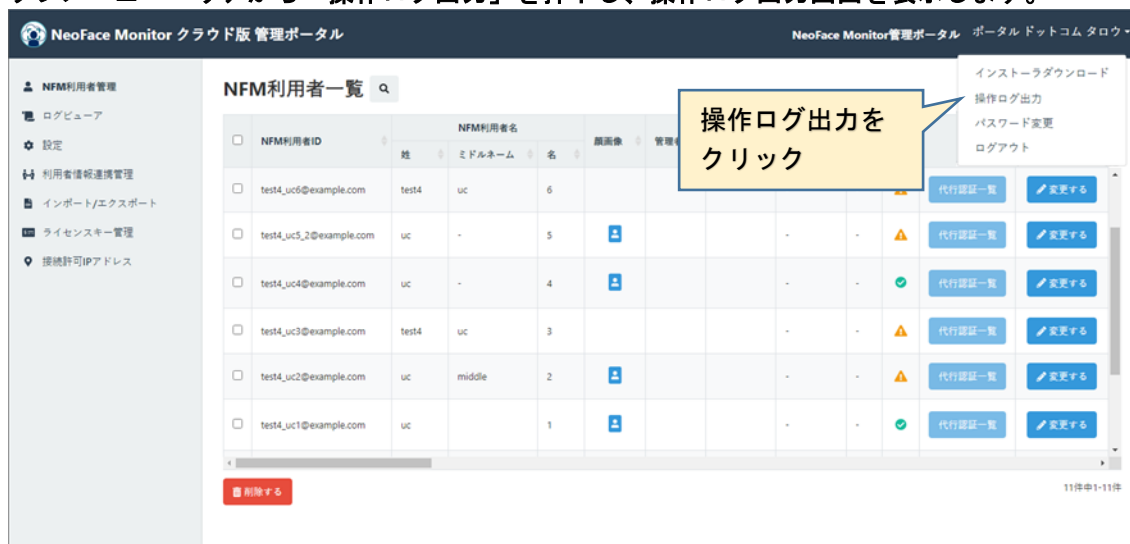 NeoFace Monitor クラウド版 管理ポータル
NeoFace Monitor管理ポータル ポータル ドットコム タロウ
インストーラダウンロード
操作ログ出力
パスワード変更
ログアウト
NFM利用者管理
ログビューア
設定
利用者情報連携管理
インポート/エクスポート
ライセンスキー管理
接続許可IPアドレス
NFM利用者一覧
操作ログ出力を
クリック
NFM利用者ID
NFM利用者名
姓 ミドルネーム 名
顔画像
test4_uc6@example.com test4 uc 6 代行認証一覧 変更する
test4_uc5_2@example.com uc - 5 - - 代行認証一覧 変更する
test4_uc4@example.com uc - 4 - - 代行認証一覧 変更する
test4_uc3@example.com test4 uc 3 - - 代行認証一覧 変更する
test4_uc2@example.com uc middle 2 - - 代行認証一覧 変更する
test4_uc1@example.com uc 1 - - 代行認証一覧 変更する
削除する
11件中1-11件